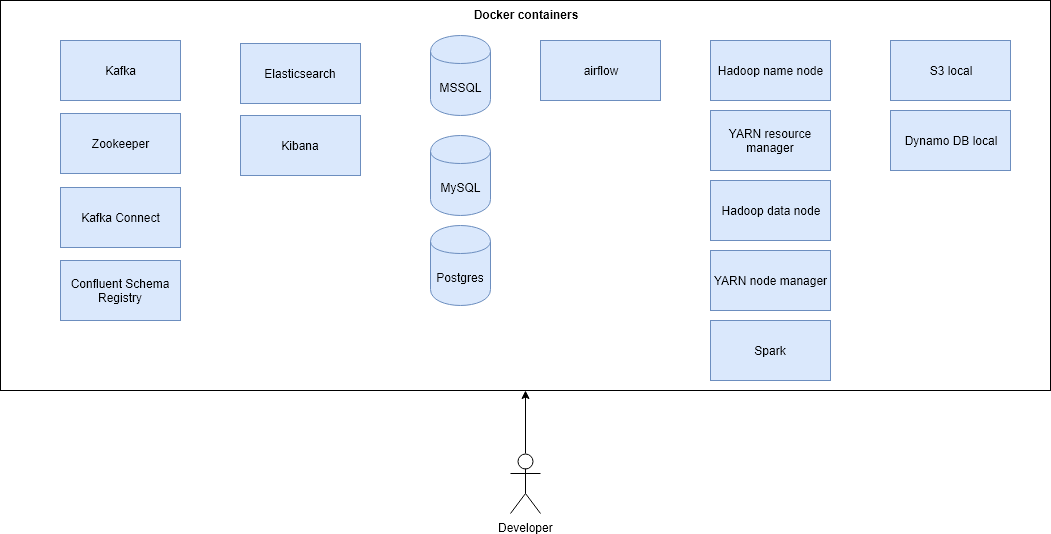 Docker containers
Kafka
Zookeeper
Kafka Connect
Confluent Schema
Registry
Elasticsearch
Kibana
MSSQL
MySQL
Postgres
airflow
Hadoop name node
YARN resource
manager
Hadoop data node
YARN node manager
Spark
S3 local
Dynamo DB local
Developer